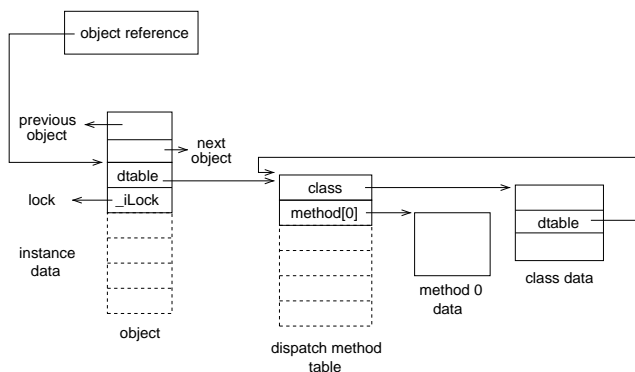 object reference
previous
object
next
object
dtable
lock
_iLock
class
method[0]
dtable
instance
data
method 0
data
class data
object
dispatch method
table